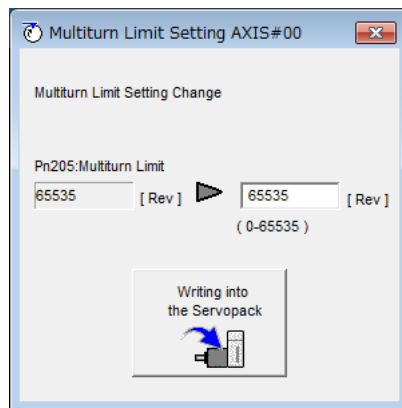 Multiturn Limit Setting AXIS#00
Multiturn Limit Setting Change
Pn205:Multiturn Limit
65535 [ Rev ] 65535 [ Rev ]
( 0-65535 )
Writing into
the Servopack